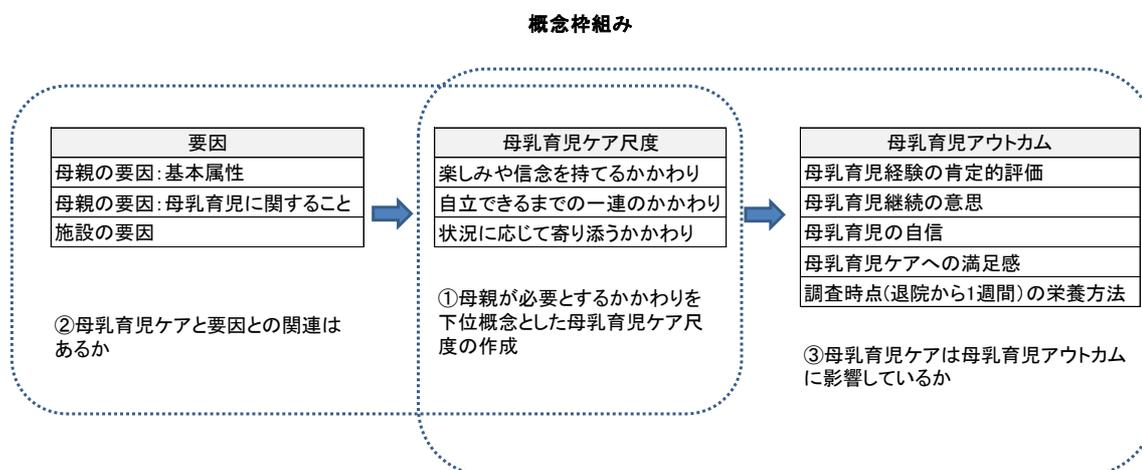 概念枠組み
要因
母親の要因:基本属性
母親の要因:母乳育児に関すること
施設の要因
②母乳育児ケアと要因との関連は
あるか
母乳育児ケア尺度
楽しみや信念を持てるかかわり
自立できるまでの一連のかかわり
状況に応じて寄り添うかかわり
①母親が必要とするかかわりを
下位概念とした母乳育児ケア尺
度の作成
母乳育児アウトカム
母乳育児経験の肯定的評価
母乳育児継続の意思
母乳育児の自信
母乳育児ケアへの満足感
調査時点(退院から1週間)の栄養方法
③母乳育児ケアは母乳育児アウトカム
に影響しているか